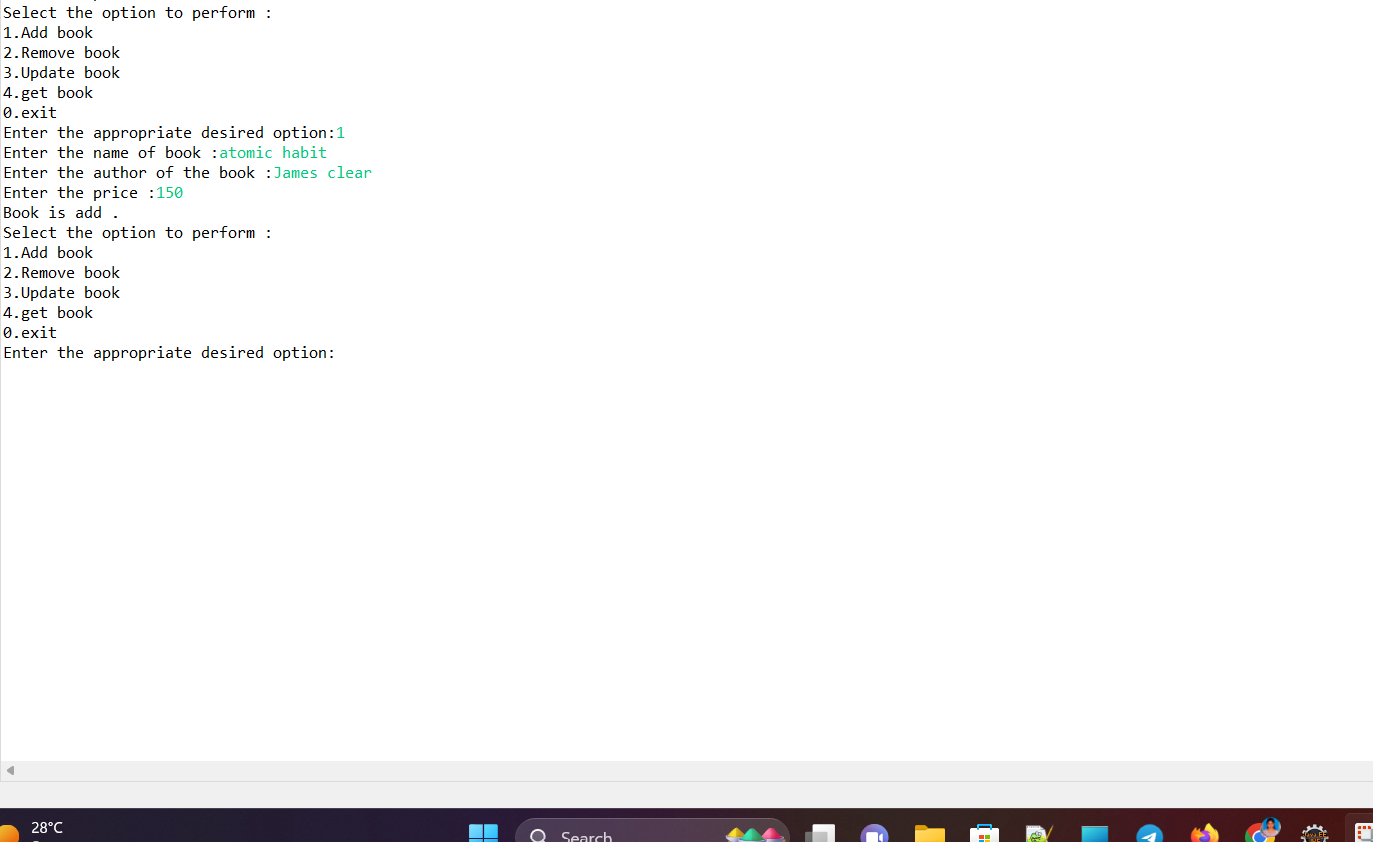 Select the option to perform :
1.Add book
2.Remove book
3.Update book
4.get book
0.exit
Enter the appropriate desired option:1
Enter the name of book :atomic habit
Enter the author of the book :James clear
Enter the price :150
Book is add .
Select the option to perform :
1.Add book
2.Remove book
3.Update book
4.get book
0.exit
Enter the appropriate desired option:
28°C
Search